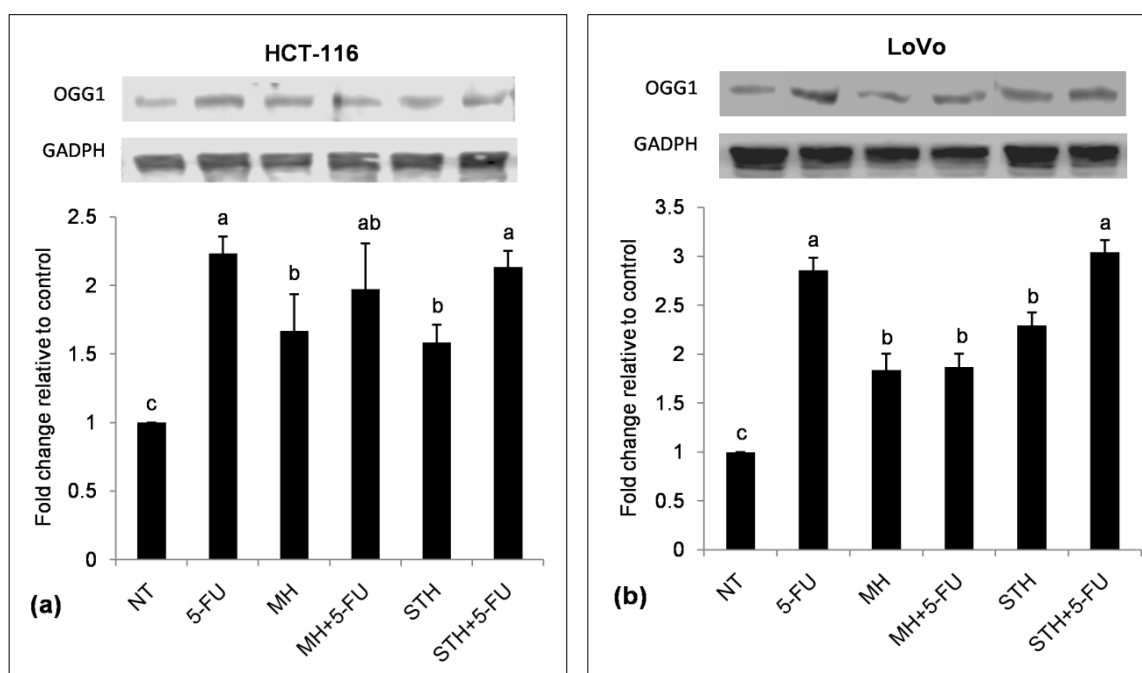 HCT-116
OGG1
GADPH
Fold change relative to control
2.5
2
1.5
1
0.5
0
c
a
b
ab
b
a
NT
5-FU
MH
MH+5-FU
STH
STH+5-FU
(a)
LoVo
OGG1
GADPH
Fold change relative to control
3.5
3
2.5
2
1.5
1
0.5
0
c
a
b
b
b
a
NT
5-FU
MH
MH+5-FU
STH
STH+5-FU
(b)